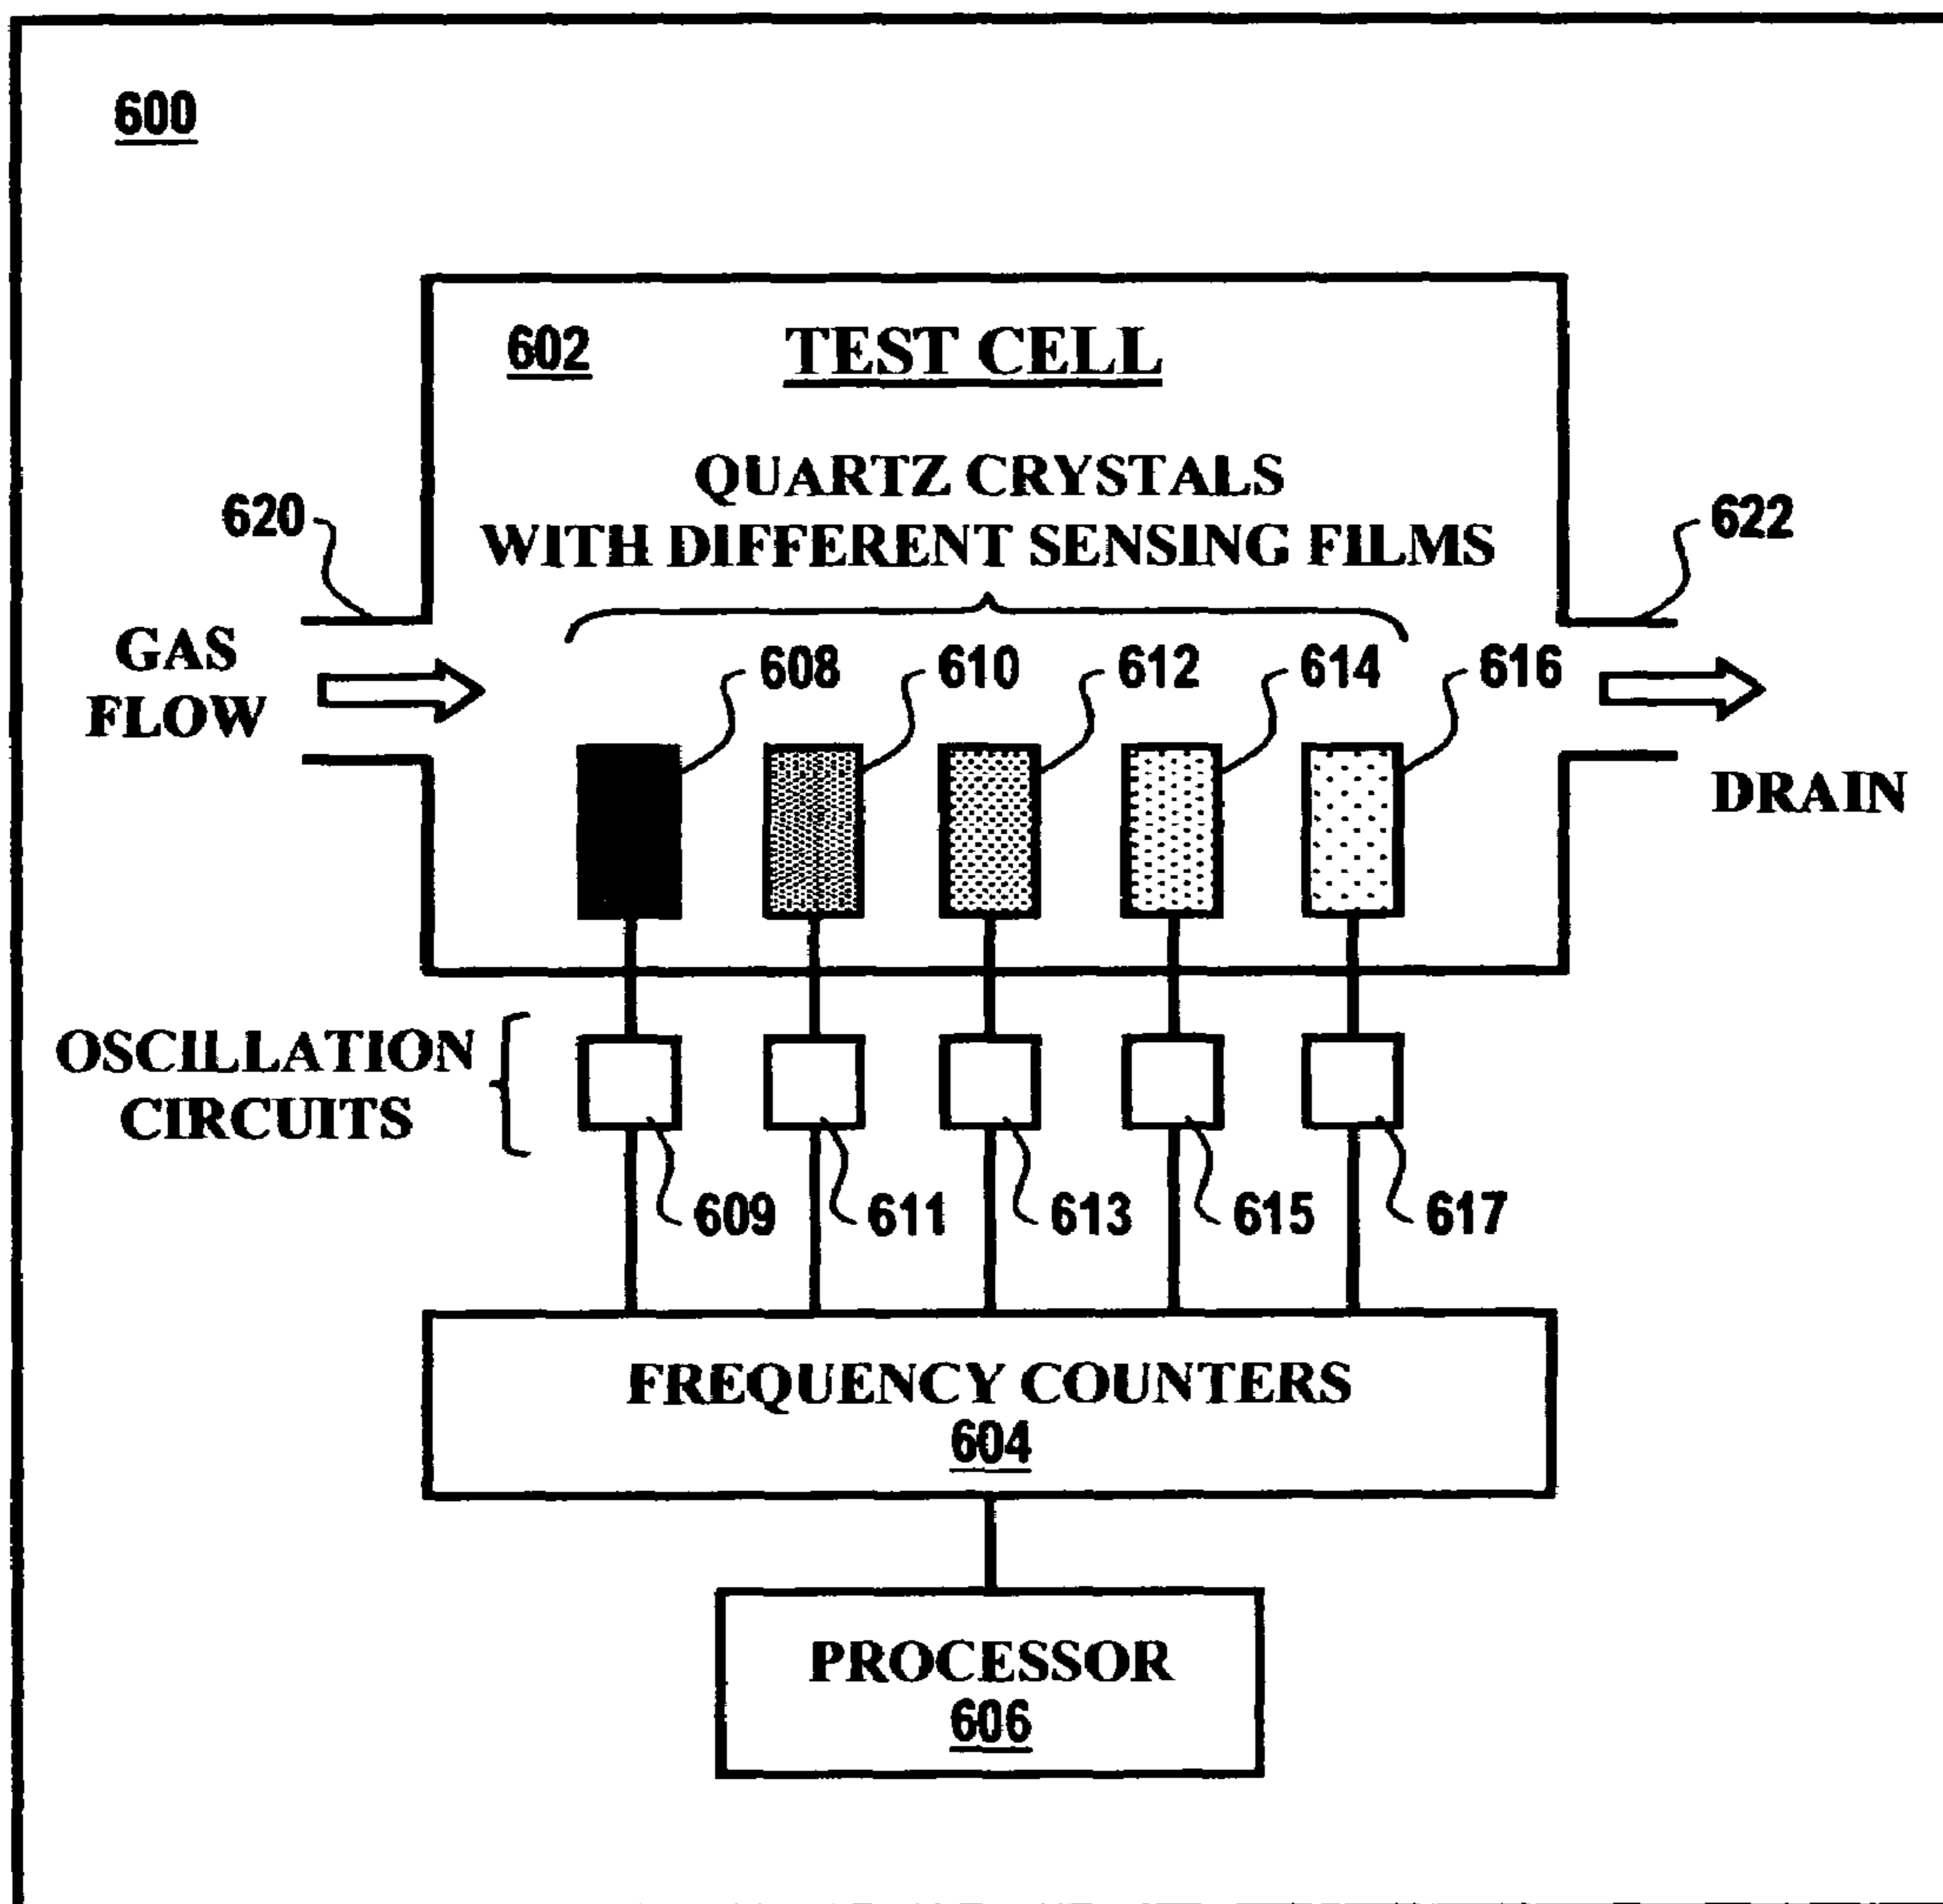 600
602
TEST CELL
QUARTZ CRYSTALS
WITH DIFFERENT SENSING FILMS
620
622
GAS
FLOW
608
610
612
614
616
DRAIN
OSCILLATION
CIRCUITS
609
611
613
615
617
FREQUENCY COUNTERS
604
PROCESSOR
606